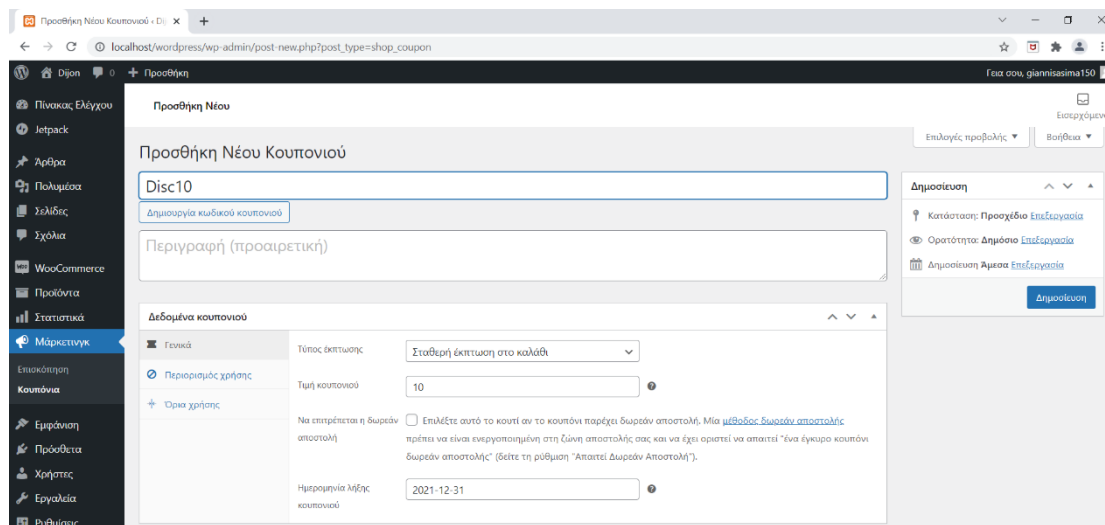 Προσθήκη Νέου Κουπονιού ‹ Dij
localhost/wordpress/wp-admin/post-new.php?post_type=shop_coupon
Dijon 0 Προσθήκη
Γεια σου, giannisasima150
Πίνακας Ελέγχου
Jetpack
Άρθρα
Πολυμέσα
Σελίδες
Σχόλια
WooCommerce
Προϊόντα
Στατιστικά
Μάρκετινγκ
Επισκόπηση
Κουπόνια
Εμφάνιση
Πρόσθετα
Χρήστες
Εργαλεία
Ρυθμίσεις
Προσθήκη Νέου
Εισερχόμεν
Επιλογές προβολής
Βοήθεια
Προσθήκη Νέου Κουπονιού
Disc10
Δημιουργία κωδικού κουπονιού
Περιγραφή (προαιρετική)
Δεδομένα κουπονιού
Γενικά
Περιορισμός χρήσης
Όρια χρήσης
Τύπος έκπτωσης
Σταθερή έκπτωση στο καλάθι
Τιμή κουπονιού
10
Να επιτρέπεται η δωρεάν
αποστολή
Επιλέξτε αυτό το κουτί αν το κουπόνι παρέχει δωρεάν αποστολή. Μία μέθοδος δωρεάν αποστολής
πρέπει να είναι ενεργοποιημένη στη ζώνη αποστολής σας και να έχει οριστεί να απαιτεί "ένα έγκυρο κουπόνι
δωρεάν αποστολής" (δείτε τη ρύθμιση "Απαιτεί Δωρεάν Αποστολή").
Ημερομηνία λήξης
κουπονιού
2021-12-31
Δημοσίευση
Κατάσταση: Προσχέδιο Επεξεργασία
Ορατότητα: Δημόσιο Επεξεργασία
Δημοσίευση Άμεσα Επεξεργασία
Δημοσίευση